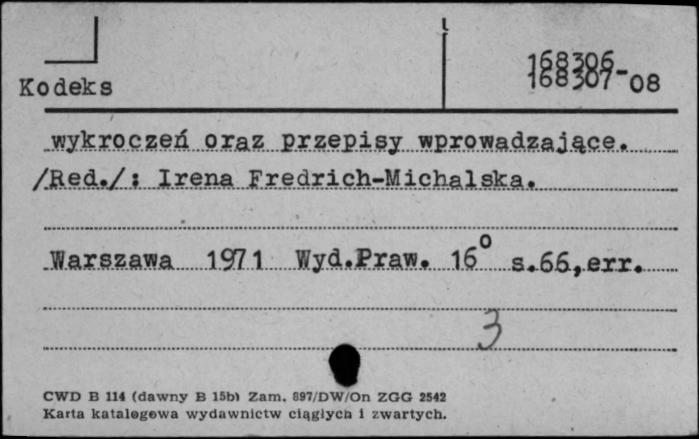 168306-
168307-08
Kodeks
wykroczeń oraz przepisy wprowadzające.
/Red./: Irena Fredrich-Michalska.
Warszawa 1971 Wyd.Praw. 16° s.66,err.
3
CWD B 114 (dawny B 15b) Zam. 897/DW/On ZGG 2542
Karta katalogowa wydawnictw ciągłych i zwartych.